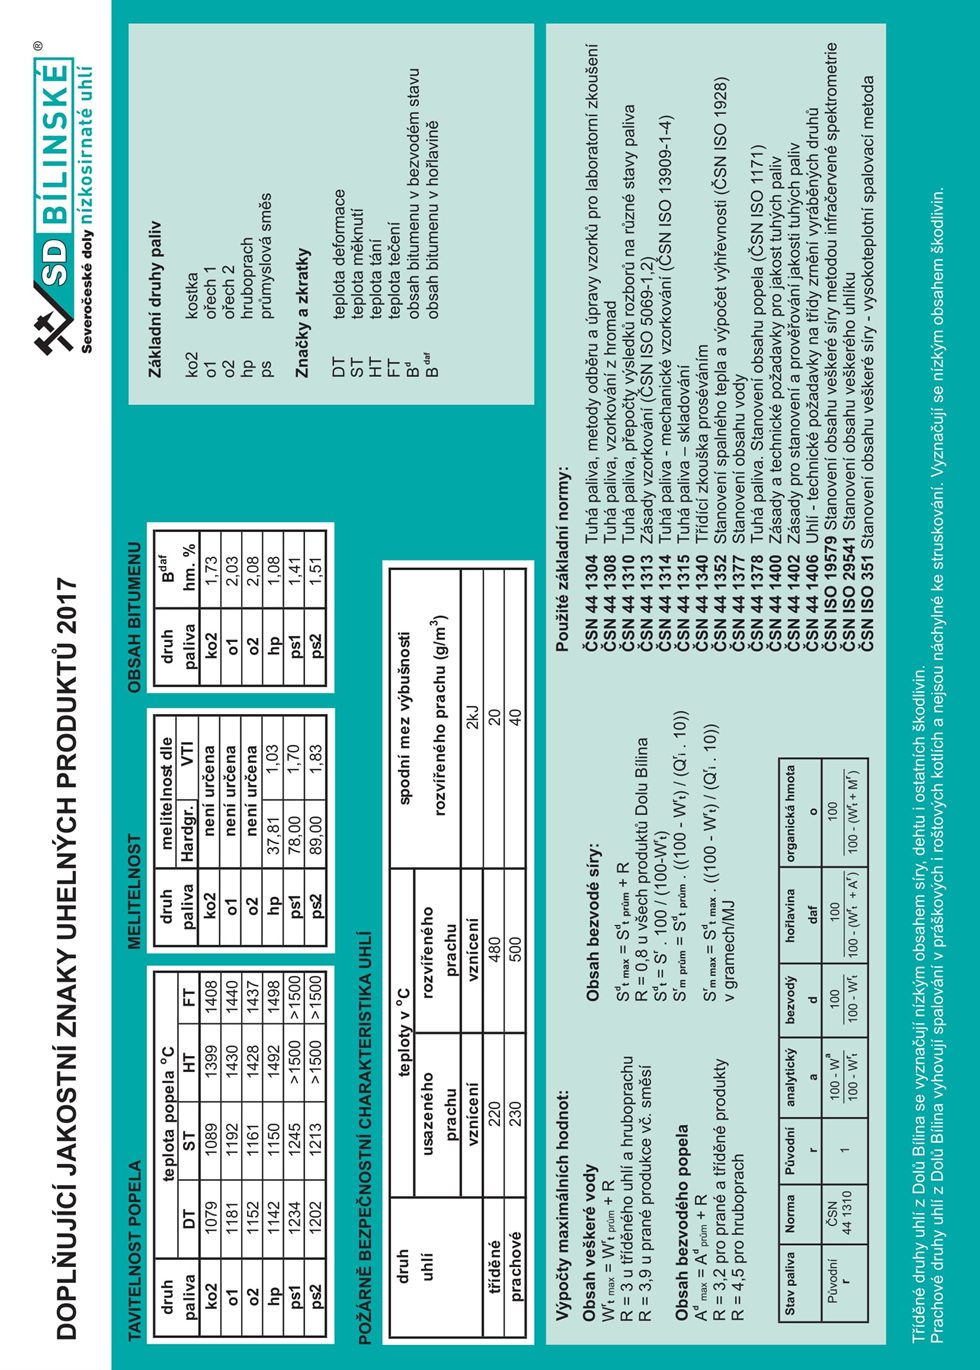 DOPLŇUJÍCÍ JAKOSTNÍ ZNAKY UHELNÝCH PRODUKTŮ 2017
SD BÍLINSKÉ ®
Severočeské doly nízkosirnaté uhlí
TAVITELNOST POPELA
druh paliva teplota popela °C
DT ST HT FT
ko2 1079 1089 1399 1408
o1 1181 1192 1430 1440
o2 1152 1161 1428 1437
hp 1142 1150 1492 1498
ps1 1234 1245 >1500 >1500
ps2 1202 1213 >1500 >1500
MELITELNOST
druh paliva melitelnost dle
Hardgr. VTI
ko2 není určena
o1 není určena
o2 není určena
hp 37,81 1,03
ps1 78,00 1,70
ps2 89,00 1,83
OBSAH BITUMENU
druh paliva B^daf hm. %
ko2 1,73
o1 2,03
o2 2,08
hp 1,08
ps1 1,41
ps2 1,51
Základní druhy paliv
ko2 kostka
o1 ořech 1
o2 ořech 2
hp hruboprach
ps průmyslová směs
Značky a zkratky
DT teplota deformace
ST teplota měknutí
HT teplota tání
FT teplota tečení
B^d obsah bitumenu v bezvodém stavu
B^daf obsah bitumenu v hořlavině
POŽÁRNĚ BEZPEČNOSTNÍ CHARAKTERISTIKA UHLÍ
druh uhlí teploty v °C spodní mez výbušnosti
usazeného prachu rozvířeného prachu rozvířeného prachu (g/m³)
vznícení vznícení 2kJ
tříděné 220 480 20
prachové 230 500 40
Výpočty maximálních hodnot:
Obsah veškeré vody
W^r t max = W^r t prům + R
R = 3 u tříděného uhlí a hruboprachu
R = 3,9 u prané produkce vč. směsí
Obsah bezvodého popela
A^d max = A^d prům + R
R = 3,2 pro prané a tříděné produkty
R = 4,5 pro hruboprach
Obsah bezvodé síry:
S^d t max = S^d t prům + R
R = 0,8 u všech produktů Dolu Bílina
S^d t = S^r . 100 / (100-W^r t)
S^r m prům = S^d t prům . ((100 - W^r t) / (Q^r i . 10))
S^r m max = S^d t max . ((100 - W^r t) / (Q^r i . 10))
v gramech/MJ
Stav paliva Norma Původní analytický bezvodý hořlavina organická hmota
r a d daf o
Původní r ČSN 44 1310 1 100 - W^a / 100 - W^r t 100 / 100 - W^r t 100 / 100 - (W^r t + A^r) 100 / 100 - (W^r t + M^r)
Použité základní normy:
ČSN 44 1304 Tuhá paliva, metody odběru a úpravy vzorků pro laboratorní zkoušení
ČSN 44 1308 Tuhá paliva, vzorkování z hromad
ČSN 44 1310 Tuhá paliva, přepočty výsledků rozborů na různé stavy paliva
ČSN 44 1313 Zásady vzorkování (ČSN ISO 5069-1,2)
ČSN 44 1314 Tuhá paliva - mechanické vzorkování (ČSN ISO 13909-1-4)
ČSN 44 1315 Tuhá paliva – skladování
ČSN 44 1340 Třídící zkouška proséváním
ČSN 44 1352 Stanovení spalného tepla a výpočet výhřevnosti (ČSN ISO 1928)
ČSN 44 1377 Stanovení obsahu vody
ČSN 44 1378 Tuhá paliva. Stanovení obsahu popela (ČSN ISO 1171)
ČSN 44 1400 Zásady a technické požadavky pro jakost tuhých paliv
ČSN 44 1402 Zásady pro stanovení a prověřování jakosti tuhých paliv
ČSN 44 1406 Uhlí - technické požadavky na třídy zrnění vyráběných druhů
ČSN ISO 19579 Stanovení obsahu veškeré síry metodou infračervené spektrometrie
ČSN ISO 29541 Stanovení obsahu veškerého uhlíku
ČSN ISO 351 Stanovení obsahu veškeré síry - vysokoteplotní spalovací metoda
Tříděné druhy uhlí z Dolů Bílina se vyznačují nízkým obsahem síry, dehtu i ostatních škodlivin.
Prachové druhy uhlí z Dolů Bílina vyhovují spalování v práškových i roštových kotlích a nejsou náchylné ke struskování. Vyznačují se nízkým obsahem škodlivin.